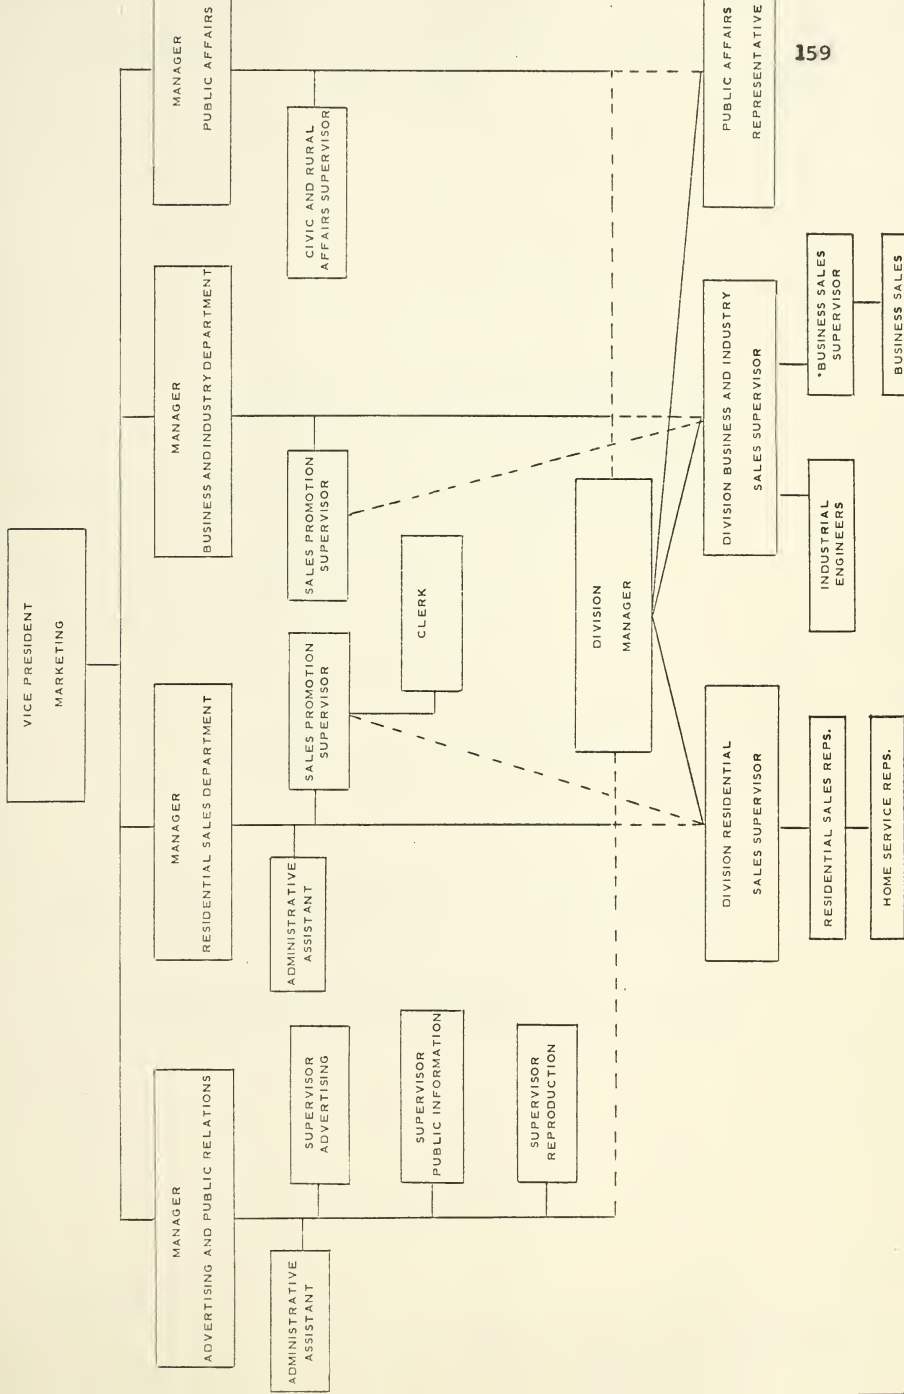 159
VICE PRESIDENT
MARKETING
MANAGER
ADVERTISING AND PUBLIC RELATIONS
MANAGER
RESIDENTIAL SALES DEPARTMENT
MANAGER
BUSINESS AND INDUSTRY DEPARTMENT
MANAGER
PUBLIC AFFAIRS
ADMINISTRATIVE
ASSISTANT
SUPERVISOR
ADVERTISING
SUPERVISOR
PUBLIC INFORMATION
SUPERVISOR
REPRODUCTION
ADMINISTRATIVE
ASSISTANT
SALES PROMOTION
SUPERVISOR
CLERK
SALES PROMOTION
SUPERVISOR
CIVIC AND RURAL
AFFAIRS SUPERVISOR
DIVISION
MANAGER
DIVISION RESIDENTIAL
SALES SUPERVISOR
DIVISION BUSINESS AND INDUSTRY
SALES SUPERVISOR
PUBLIC AFFAIRS
REPRESENTATIVE
RESIDENTIAL SALES REPS.
HOME SERVICE REPS.
INDUSTRIAL
ENGINEERS
*BUSINESS SALES
SUPERVISOR
BUSINESS SALES